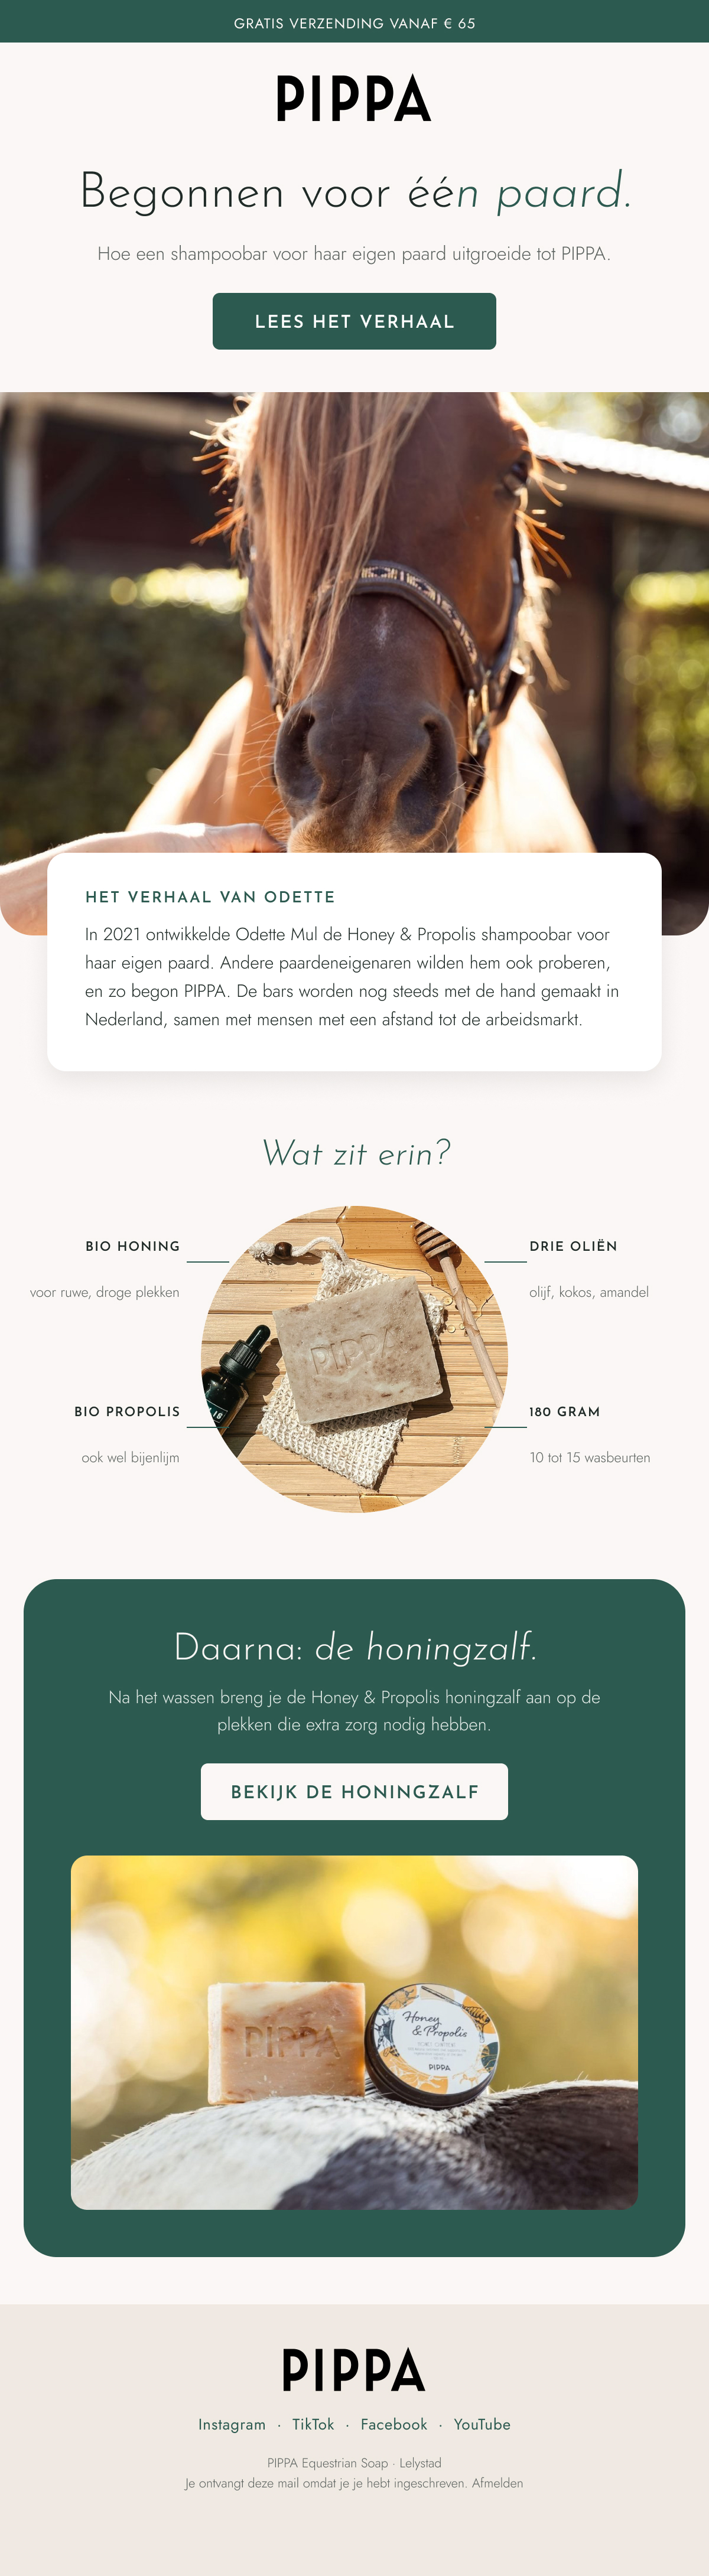 GRATIS VERZENDING VANAF € 65
PIPPA
Begonnen voor één paard.
Hoe een shampoobar voor haar eigen paard uitgroeide tot PIPPA.
LEES HET VERHAAL
HET VERHAAL VAN ODETTE
In 2021 ontwikkelde Odette Mul de Honey & Propolis shampoobar voor
haar eigen paard. Andere paardeneigenaren wilden hem ook proberen,
en zo begon PIPPA. De bars worden nog steeds met de hand gemaakt in
Nederland, samen met mensen met een afstand tot de arbeidsmarkt.
Wat zit erin?
BIO HONING
voor ruwe, droge plekken
DRIE OLIËN
olijf, kokos, amandel
PIPPA
BIO PROPOLIS
ook wel bijenlijm
180 GRAM
10 tot 15 wasbeurten
Daarna: de honingzalf.
Na het wassen breng je de Honey & Propolis honingzalf aan op de
plekken die extra zorg nodig hebben.
BEKIJK DE HONINGZALF
PIPPA
Honey
& Propolis
PIPPA
PIPPA
Instagram · TikTok · Facebook · YouTube
PIPPA Equestrian Soap · Lelystad
Je ontvangt deze mail omdat je je hebt ingeschreven. Afmelden